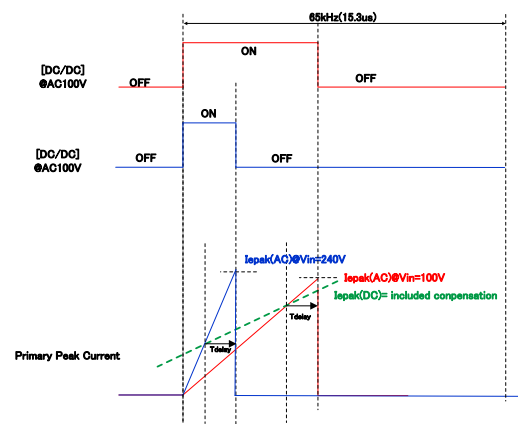 65kHz(15.3us)
ON
[DC/DC]
@AC100V
OFF
OFF
ON
[DC/DC]
@AC100V
OFF
OFF
Iepak(AC)@Vin=240V
Iepak(AC)@Vin=100V
Iepak(DC)= included conpensation
Tdelay
Tdelay
Primary Peak Current